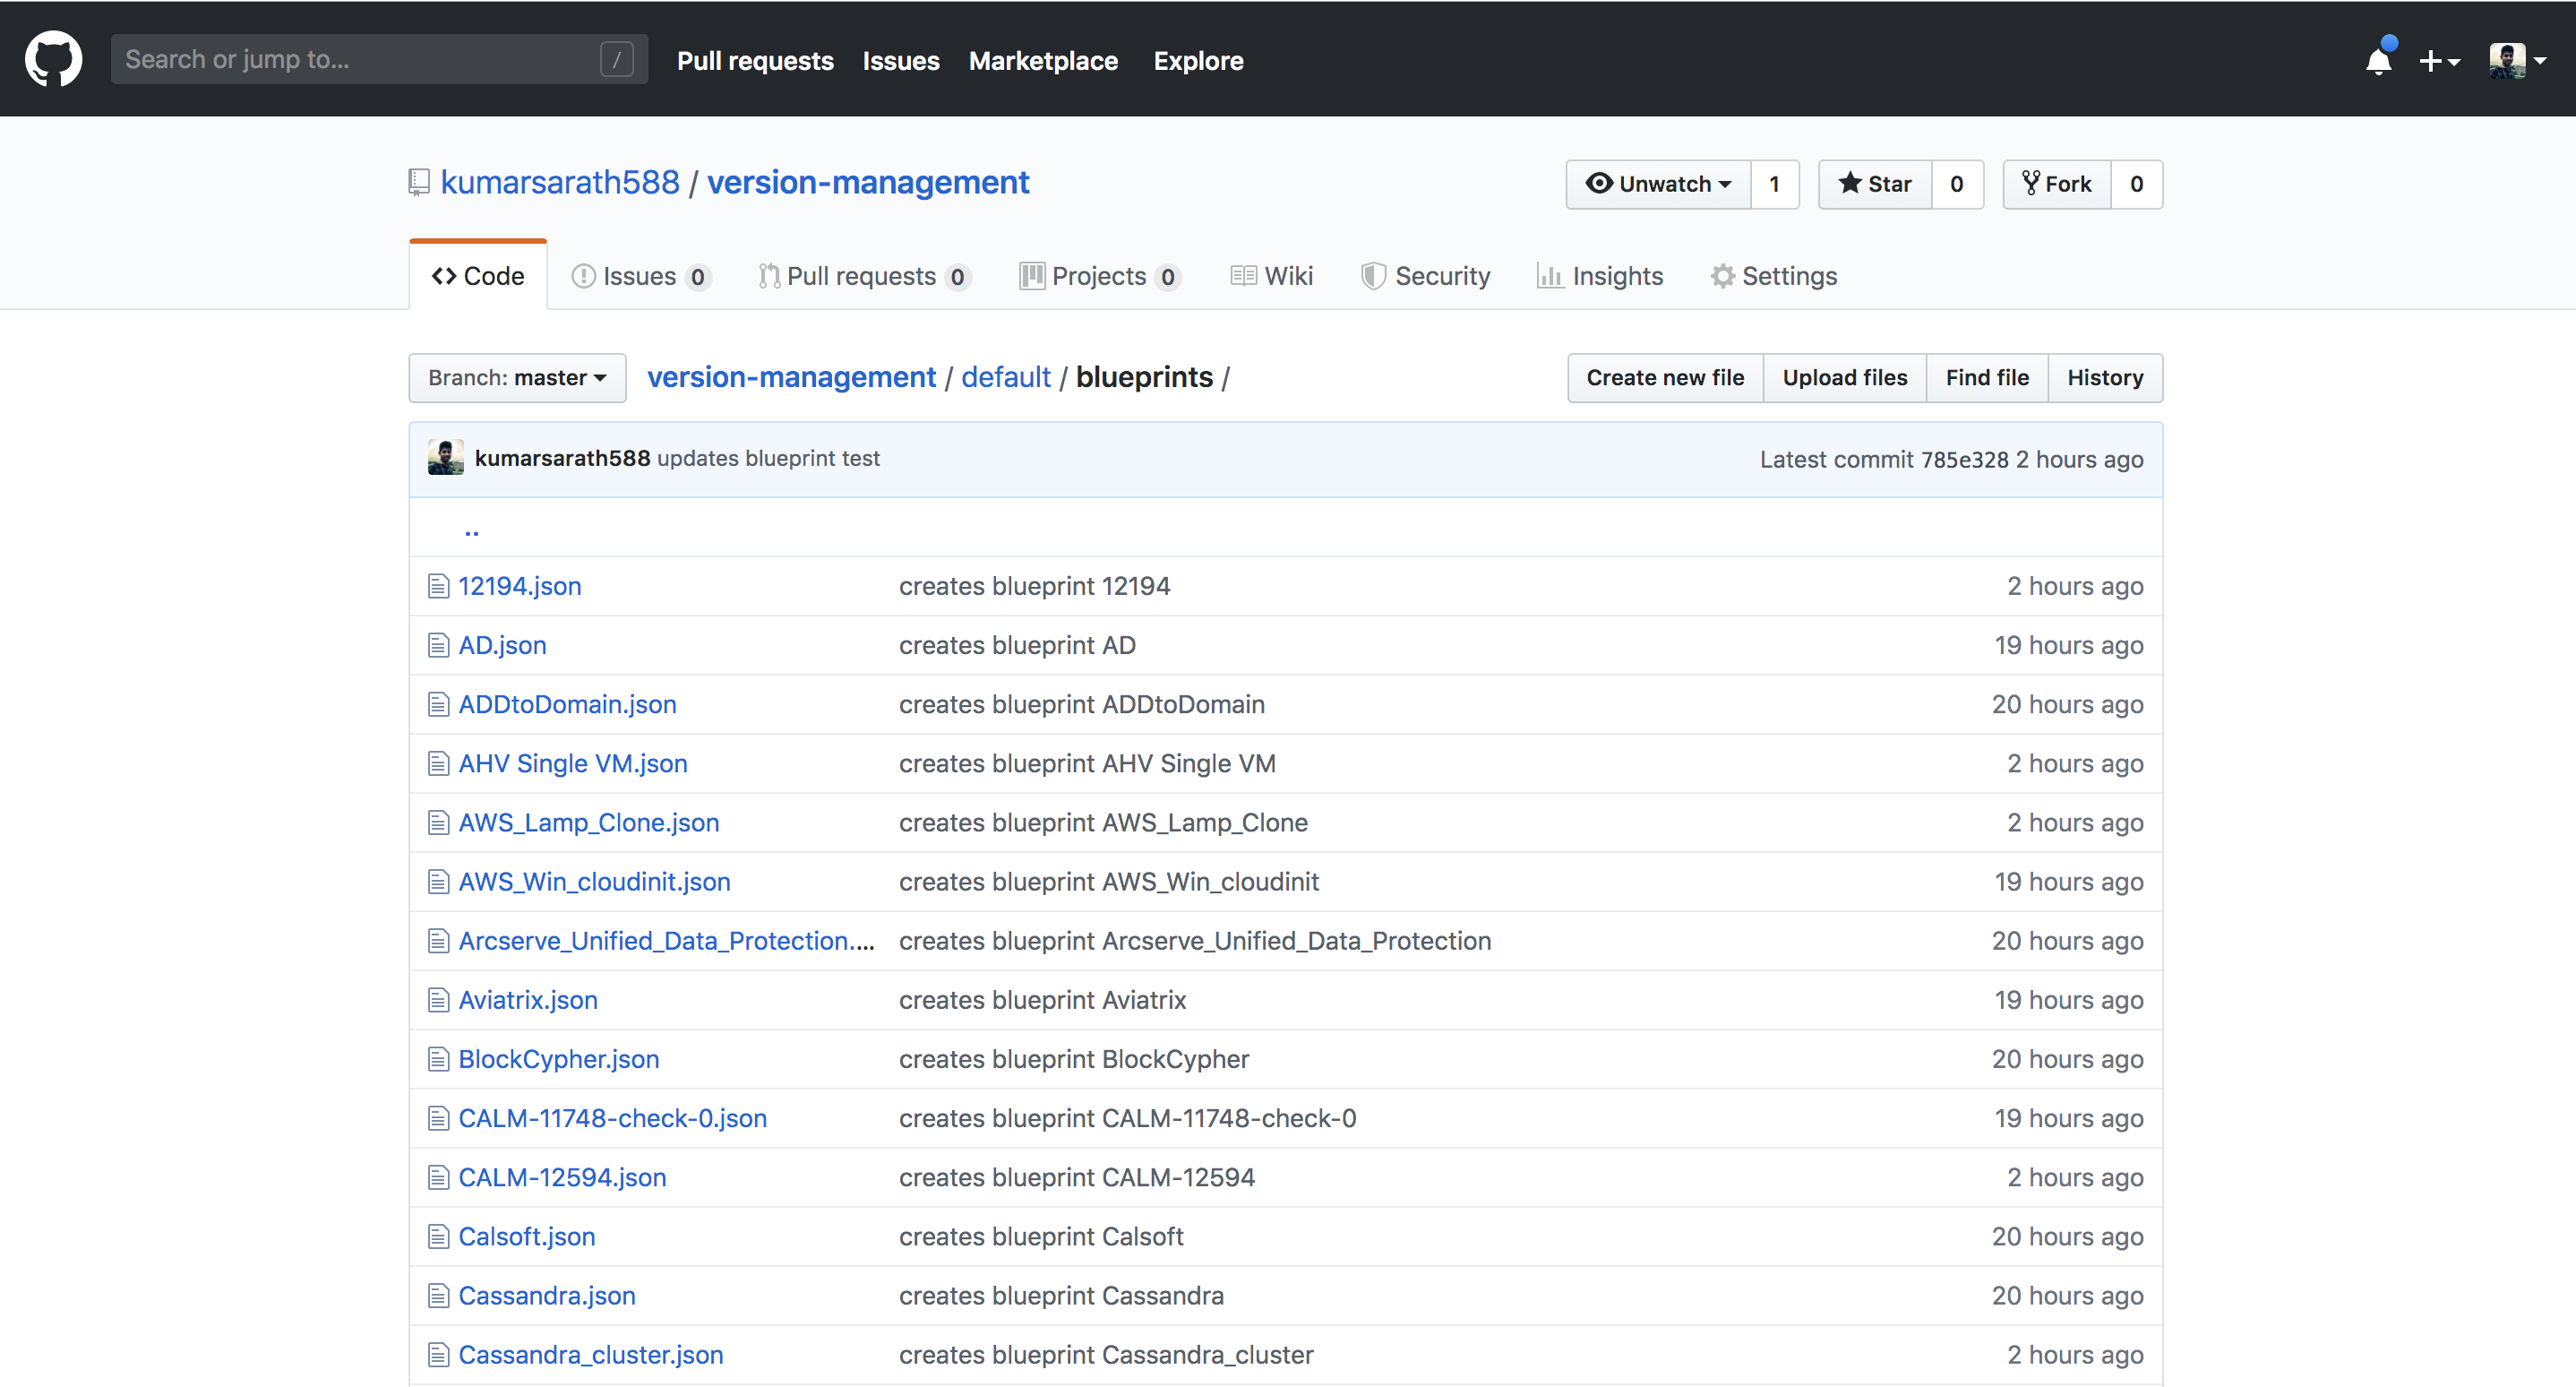 Search or jump to... /
Pull requests Issues Marketplace Explore
kumarsarath588 / version-management
Unwatch 1 Star 0 Fork 0
Code Issues 0 Pull requests 0 Projects 0 Wiki Security Insights Settings
Branch: master version-management / default / blueprints /
Create new file Upload files Find file History
kumarsarath588 updates blueprint test Latest commit 785e328 2 hours ago
..
12194.json creates blueprint 12194 2 hours ago
AD.json creates blueprint AD 19 hours ago
ADDtoDomain.json creates blueprint ADDtoDomain 20 hours ago
AHV Single VM.json creates blueprint AHV Single VM 2 hours ago
AWS_Lamp_Clone.json creates blueprint AWS_Lamp_Clone 2 hours ago
AWS_Win_cloudinit.json creates blueprint AWS_Win_cloudinit 19 hours ago
Arcserve_Unified_Data_Protection.... creates blueprint Arcserve_Unified_Data_Protection 20 hours ago
Aviatrix.json creates blueprint Aviatrix 19 hours ago
BlockCypher.json creates blueprint BlockCypher 20 hours ago
CALM-11748-check-0.json creates blueprint CALM-11748-check-0 19 hours ago
CALM-12594.json creates blueprint CALM-12594 2 hours ago
Calsoft.json creates blueprint Calsoft 20 hours ago
Cassandra.json creates blueprint Cassandra 20 hours ago
Cassandra_cluster.json creates blueprint Cassandra_cluster 2 hours ago